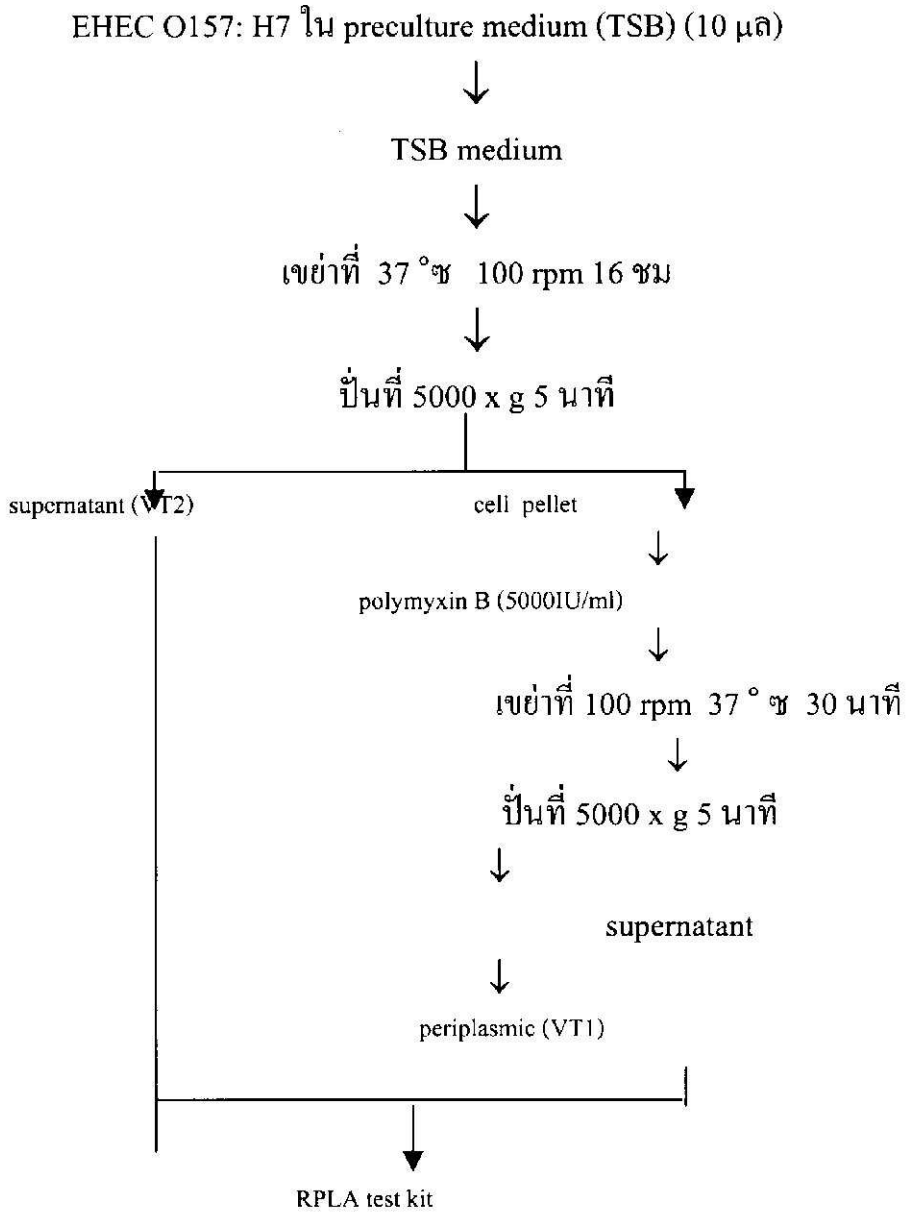 EHEC O157: H7 ใน preculture medium (TSB) (10 μล)
TSB medium
เขย่าที่ 37 °ซ 100 rpm 16 ชม
ปั่นที่ 5000 x g 5 นาที
supernatant (VT2)
cell pellet
polymyxin B (5000IU/ml)
เขย่าที่ 100 rpm 37 ° ซ 30 นาที
ปั่นที่ 5000 x g 5 นาที
supernatant
periplasmic (VT1)
RPLA test kit